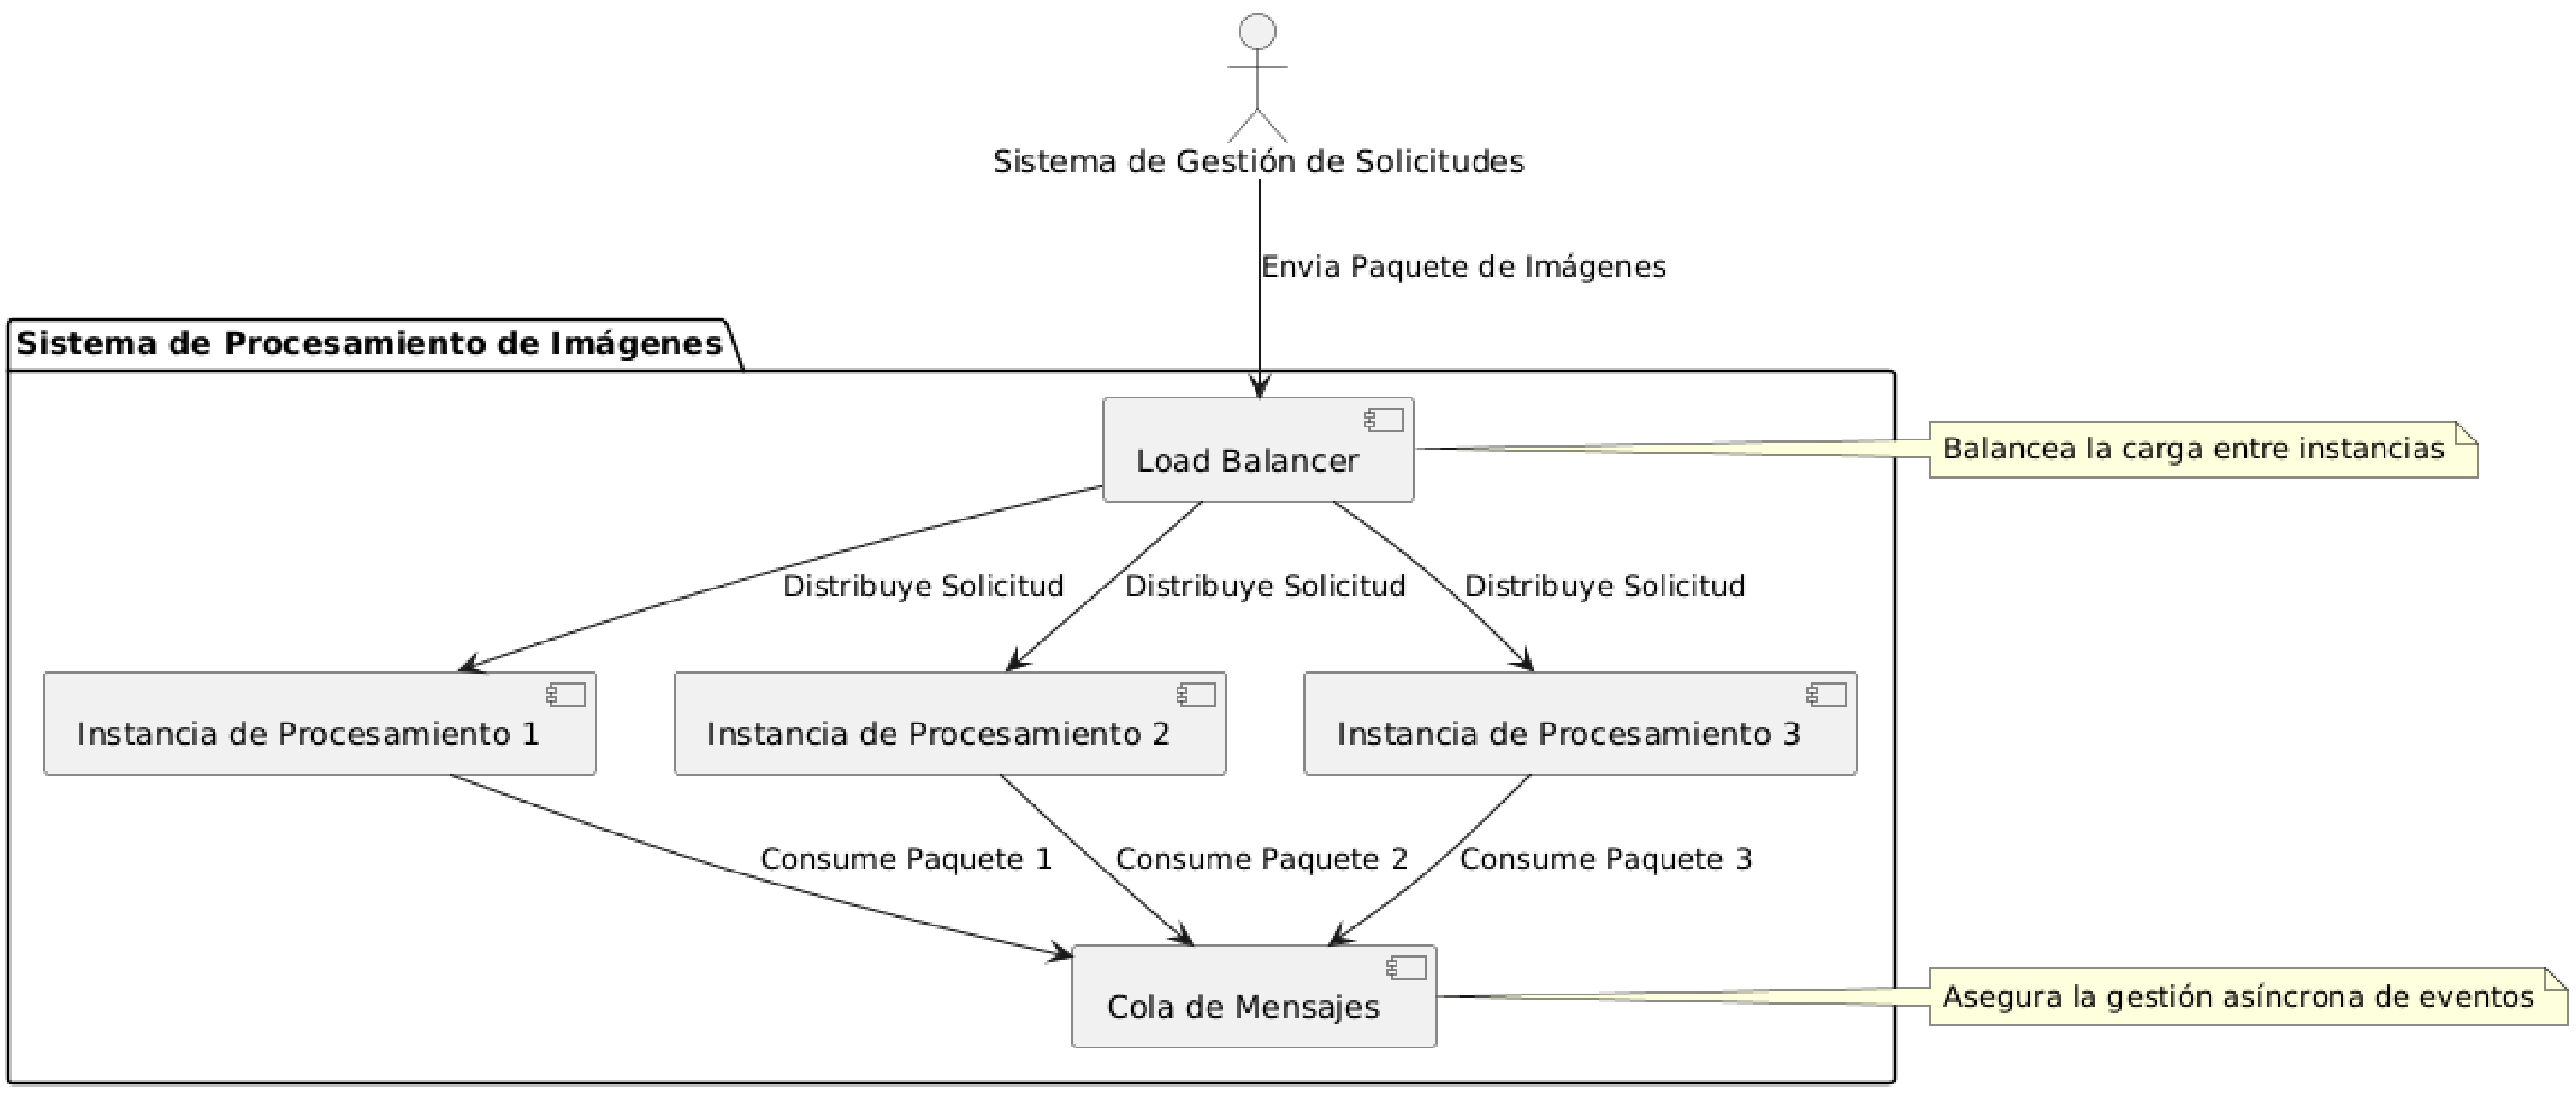 Sistema de Gestión de Solicitudes
Envia Paquete de Imágenes
Sistema de Procesamiento de Imágenes
Load Balancer
Balancea la carga entre instancias
Distribuye Solicitud
Distribuye Solicitud
Distribuye Solicitud
Instancia de Procesamiento 1
Instancia de Procesamiento 2
Instancia de Procesamiento 3
Consume Paquete 1
Consume Paquete 2
Consume Paquete 3
Cola de Mensajes
Asegura la gestión asíncrona de eventos